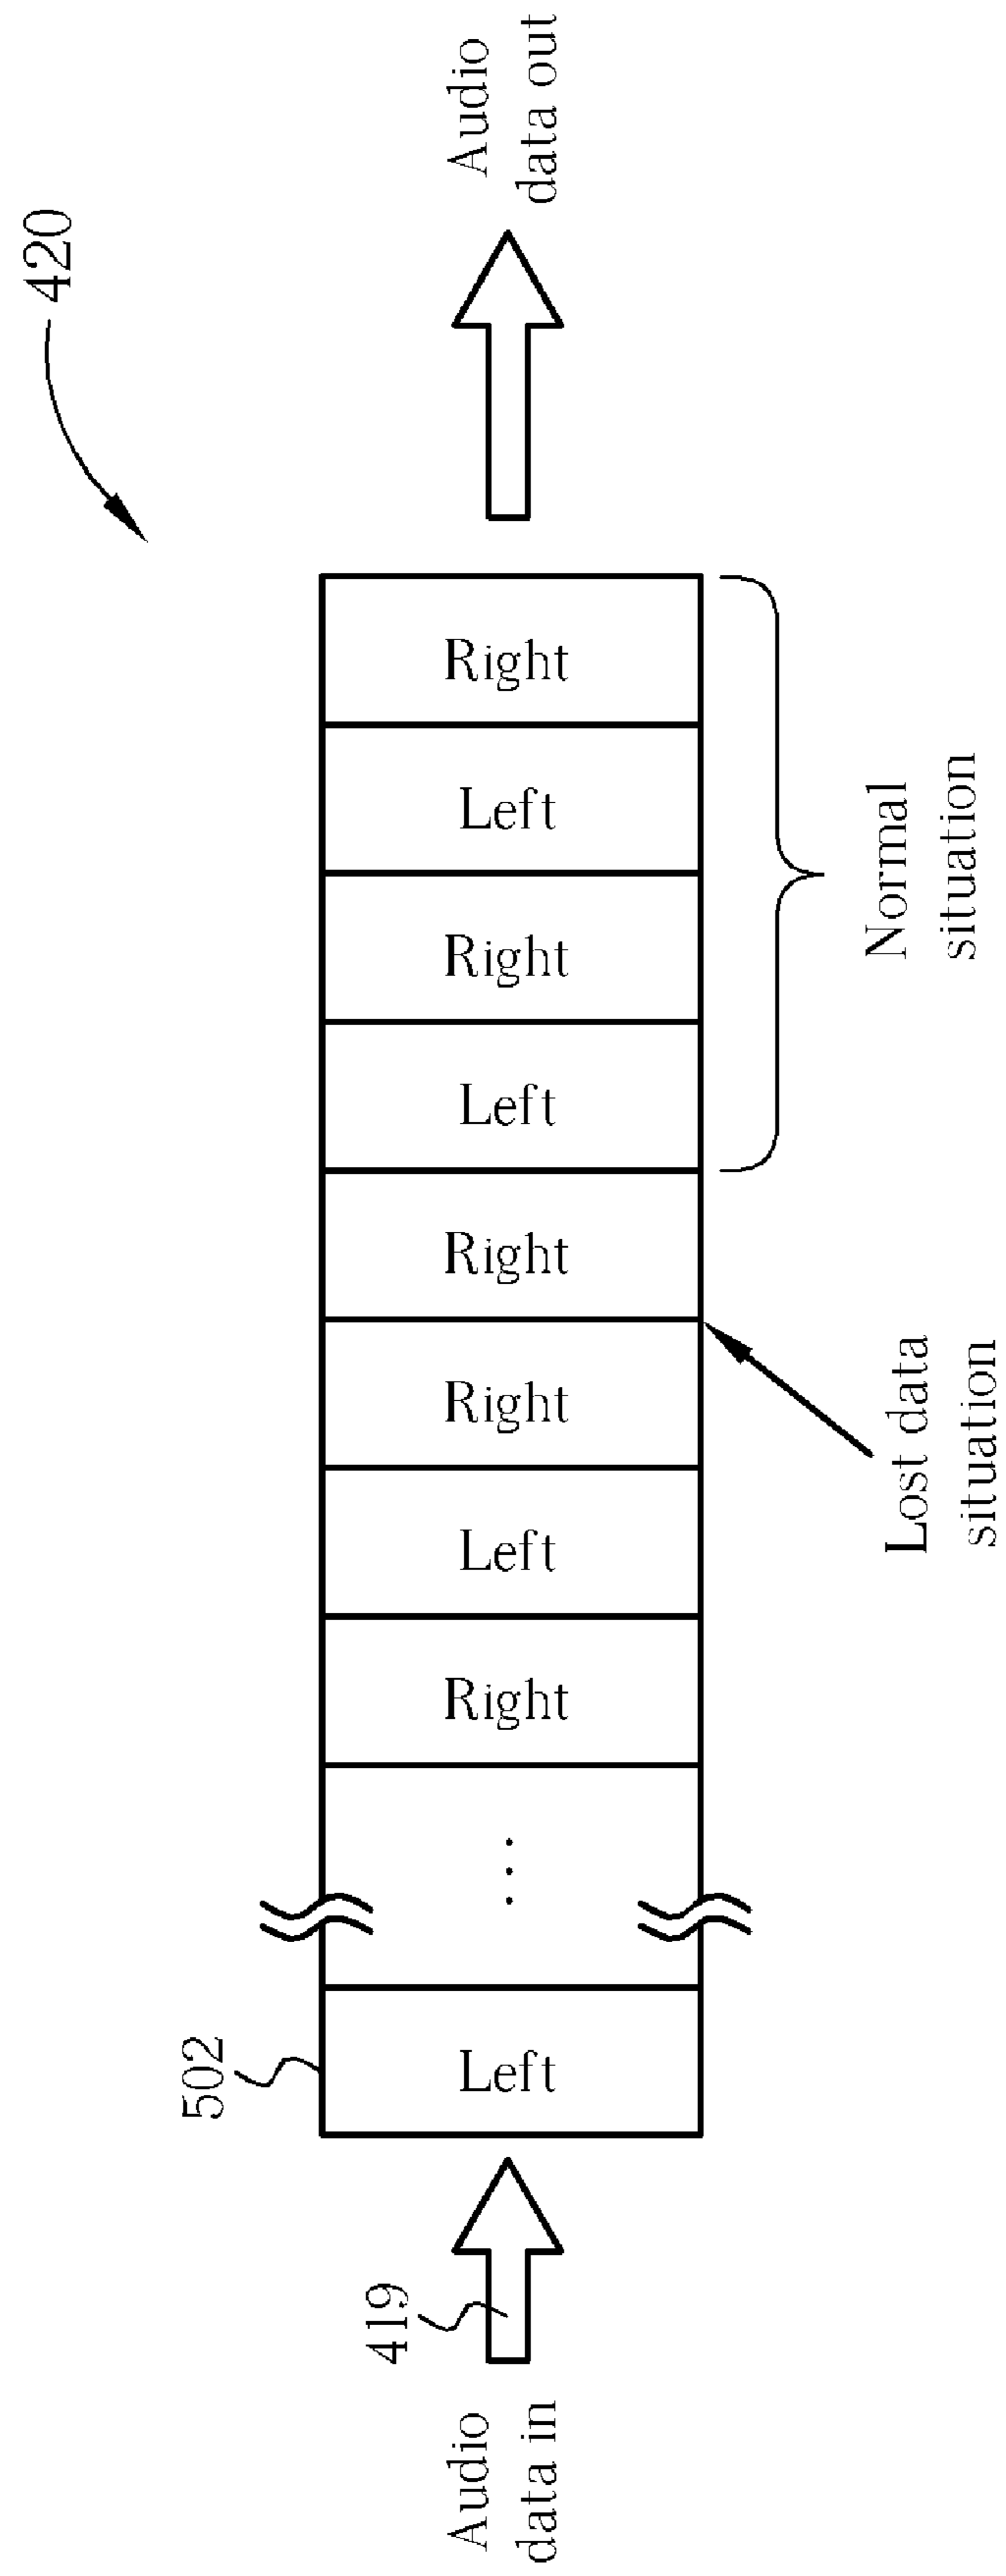 420
Audio
data in
419
502
Left
...
Right
Left
Right
Right
Left
Right
Left
Right
Audio
data out
Lost data
situation
Normal
situation